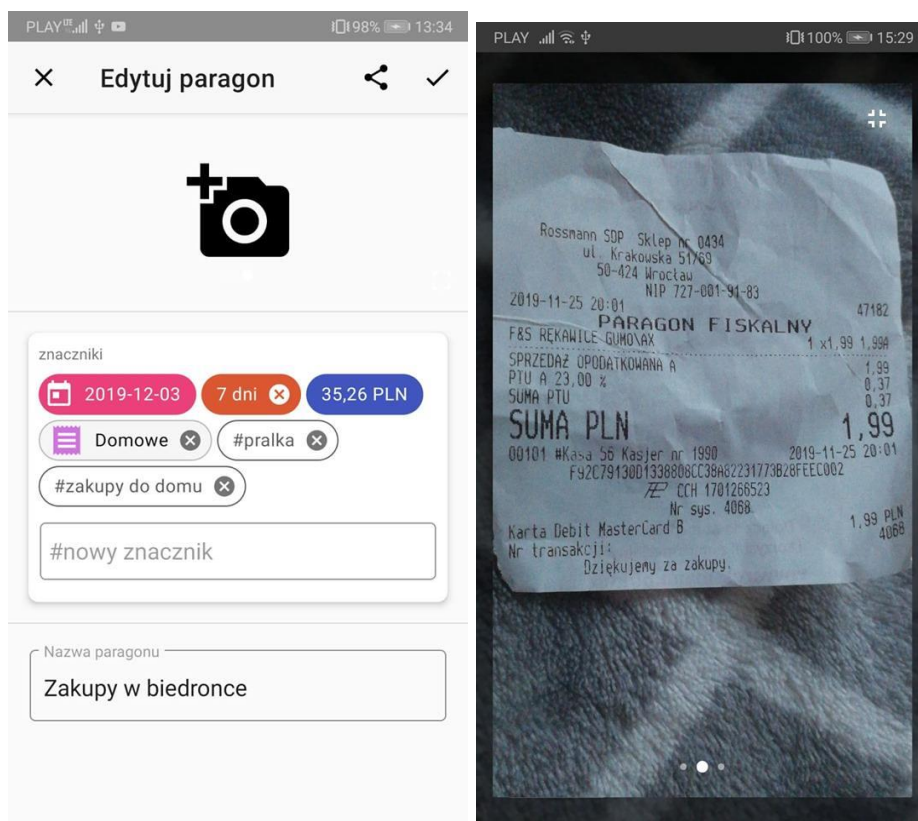 PLAY 98% 13:34
Edytuj paragon
znaczniki
2019-12-03 7 dni 35,26 PLN
Domowe #pralka
#zakupy do domu
#nowy znacznik
Nazwa paragonu
Zakupy w biedronce
PLAY 100% 15:29
Rossmann SDP Sklep nr 0434
ul. Krakowska 51/69
50-424 Wrocław
NIP 727-001-91-83
2019-11-25 20:01 47182
PARAGON FISKALNY
F&S RĘKAWICE GUMO\AX 1 x1,99 1,99A
SPRZEDAŻ OPODATKOWANA A 1,99
PTU A 23,00 % 0,37
SUMA PTU 0,37
SUMA PLN 1,99
00101 #Kasa 56 Kasjer nr 1990 2019-11-25 20:01
CCH 1701266523
Nr sys. 4068
Karta Debit MasterCard B 1,99 PLN
Nr transakcji: 4068
Dziękujemy za zakupy.